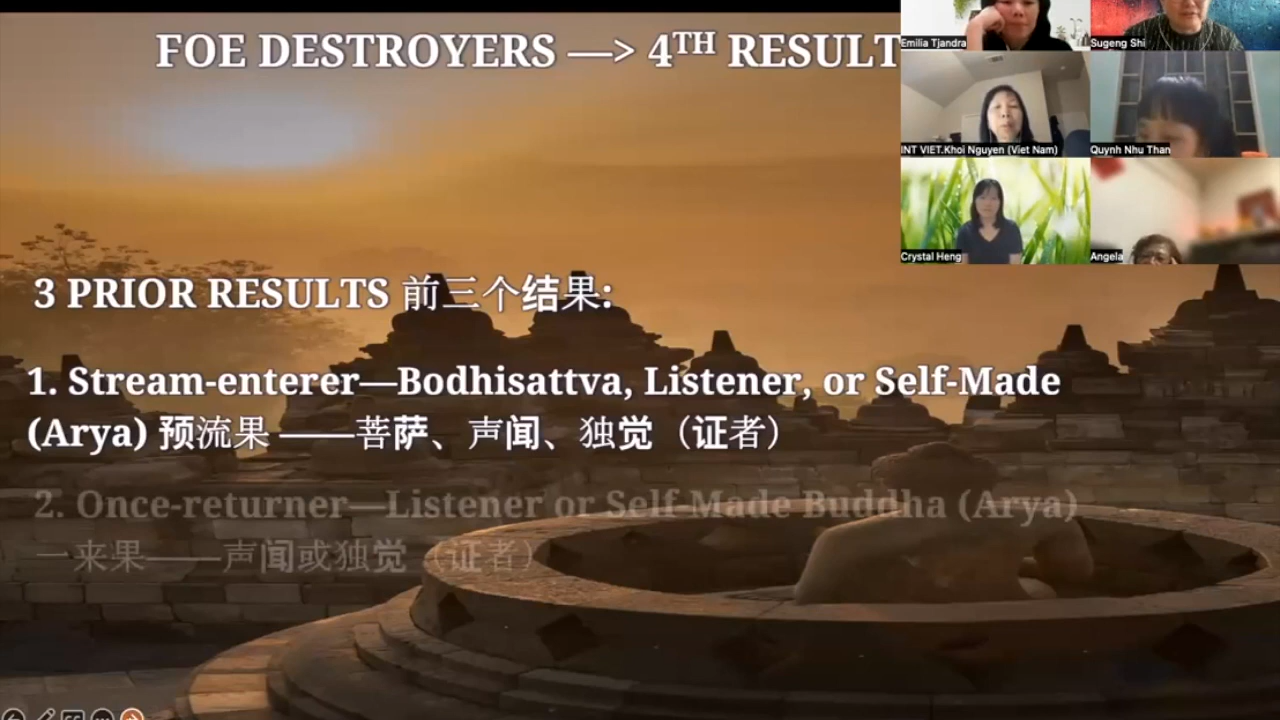 FOE DESTROYERS —> 4TH RESULT
Emilia Tjandra
Sugeng Shi
INT VIET.Khoi Nguyen (Viet Nam)
Quynh Nhu Than
Crystal Heng
Angela
3 PRIOR RESULTS 前三个结果:
1. Stream-enterer—Bodhisattva, Listener, or Self-Made
(Arya) 预流果 ——菩萨、声闻、独觉（证者）
2. Once-returner—Listener or Self-Made Buddha (Arya)
一来果——声闻或独觉（证者）